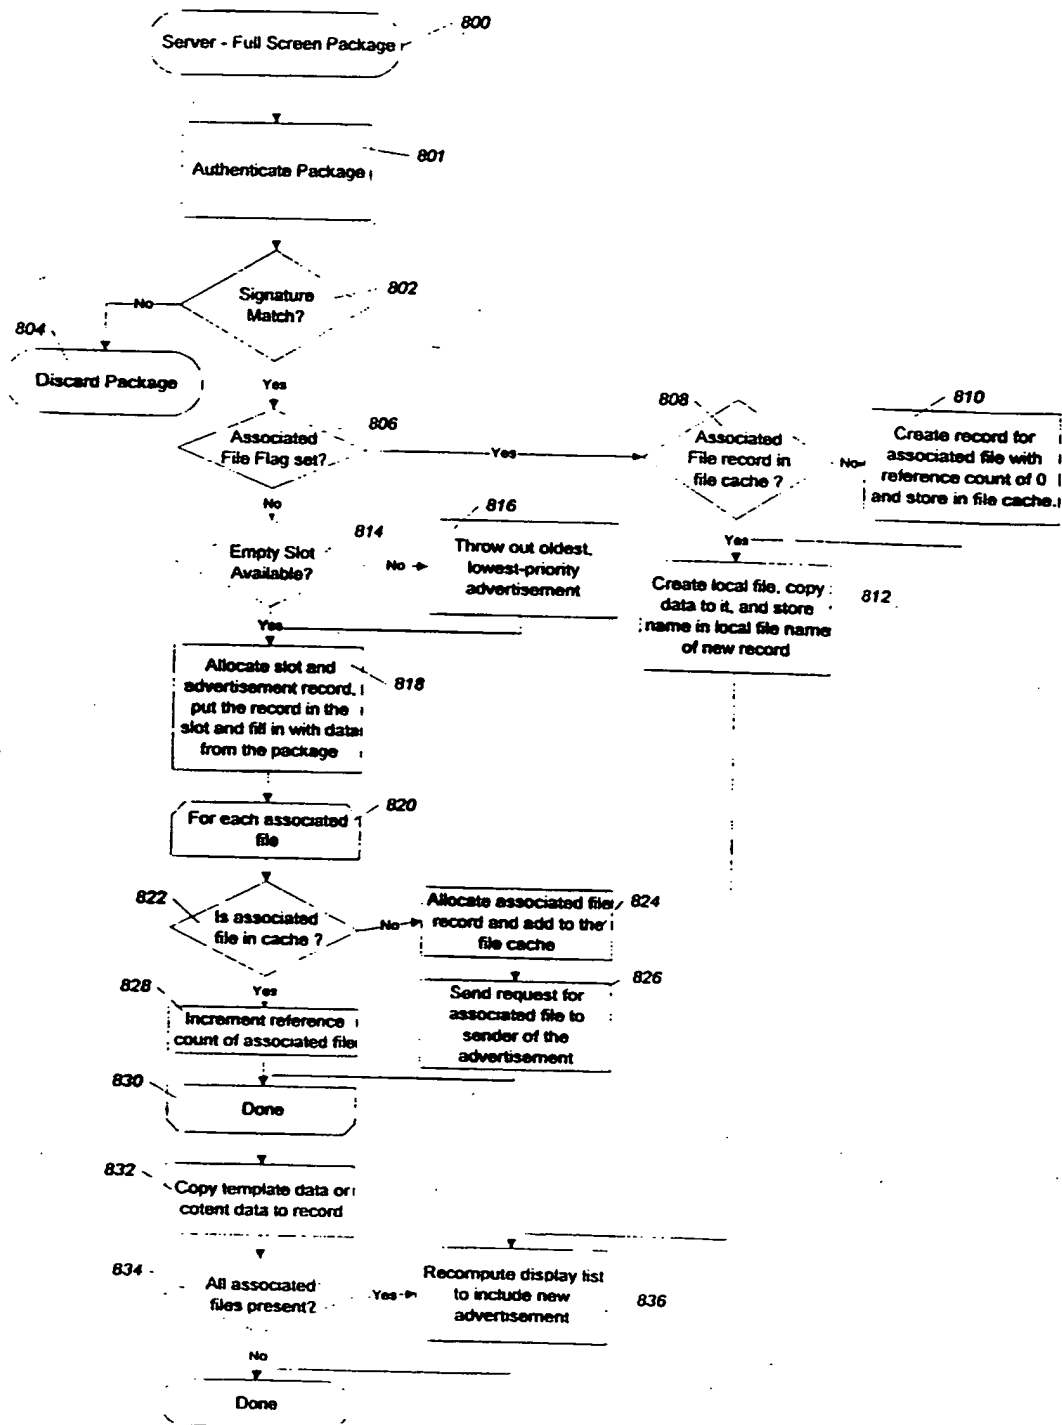 800
Server - Full Screen Package
801
Authenticate Package
802
Signature
Match?
No
804
Discard Package
Yes
806
Associated
File Flag set?
Yes
808
Associated
File record in
file cache ?
No
810
Create record for
associated file with
reference count of 0
and store in file cache.
Yes
812
Create local file, copy
data to it, and store
name in local file name
of new record
No
814
Empty Slot
Available?
No
816
Throw out oldest,
lowest-priority
advertisement
Yes
818
Allocate slot and
advertisement record,
put the record in the
slot and fill in with data
from the package
820
For each associated
file
822
Is associated
file in cache ?
No
824
Allocate associated file
record and add to the
file cache
826
Send request for
associated file to
sender of the
advertisement
Yes
828
Increment reference
count of associated file
830
Done
832
Copy template data or
cotent data to record
834
All associated
files present?
Yes
836
Recompute display list
to include new
advertisement
No
Done